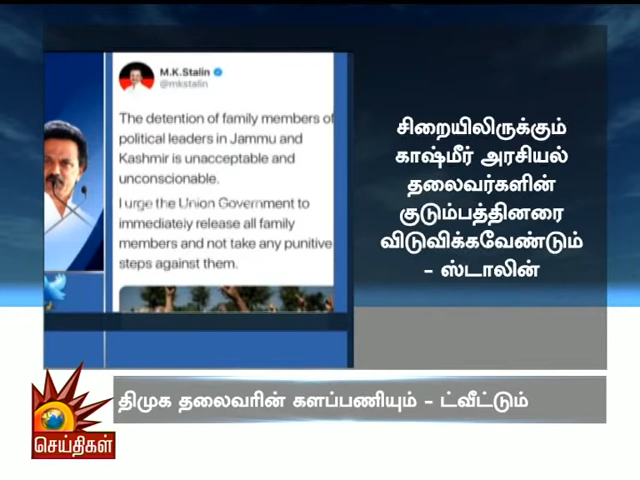 M.K.Stalin
@mkstalin
The detention of family members of
political leaders in Jammu and
Kashmir is unacceptable and
unconscionable.
I urge the Union Government to
immediately release all family
members and not take any punitive
steps against them.
சிறையிலிருக்கும்
காஷ்மீர் அரசியல்
தலைவர்களின்
குடும்பத்தினரை
விடுவிக்கவேண்டும்
- ஸ்டாலின்
திமுக தலைவரின் களப்பணியும் - ட்வீட்டும்
செய்திகள்